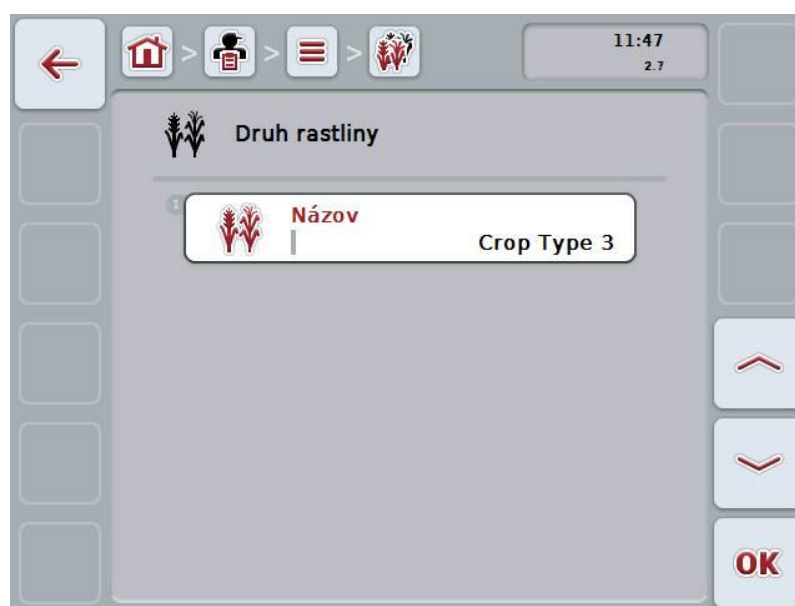 > > >
11:47
2.7
Druh rastliny
1
Názov
Crop Type 3
OK